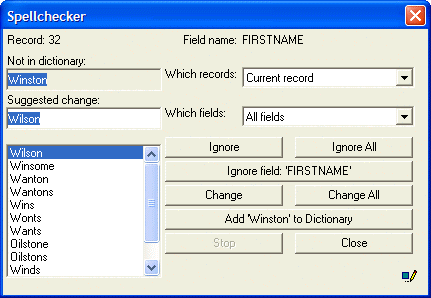 Spellchecker
Record: 32 Field name: FIRSTNAME
Not in dictionary:
Winston
Which records: Current record
Suggested change:
Wilson
Which fields: All fields
Wilson
Winsome
Wanton
Wantons
Wins
Wonts
Wants
Oilstone
Oilstons
Winds
Ignore Ignore All
Ignore field: 'FIRSTNAME'
Change Change All
Add 'Winston' to Dictionary
Stop Close